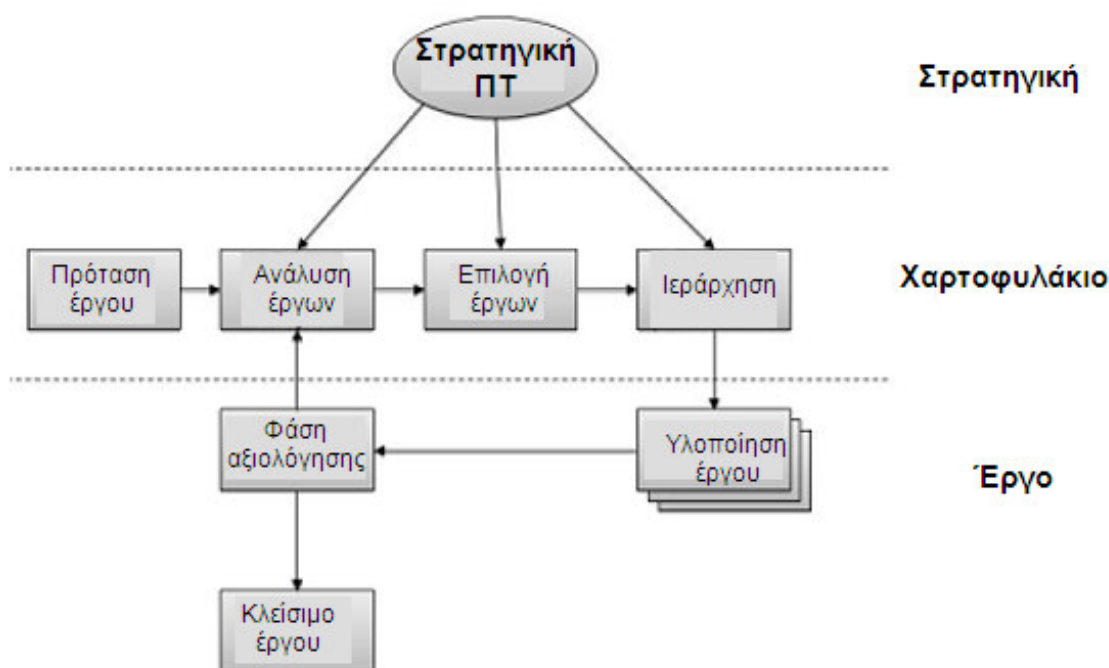 Στρατηγική
ΠΤ
Στρατηγική
Πρόταση
έργου
Ανάλυση
έργων
Επιλογή
έργων
Ιεράρχηση
Χαρτοφυλάκιο
Φάση
αξιολόγησης
Υλοποίηση
έργου
Έργο
Κλείσιμο
έργου